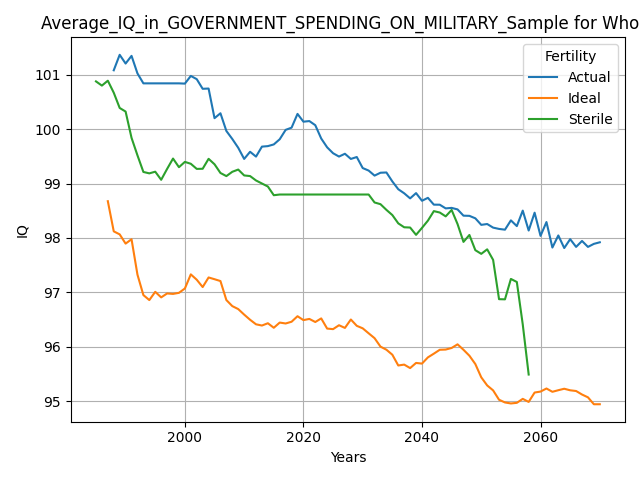 Average_IQ_in_GOVERNMENT_SPENDING_ON_MILITARY_Sample for Who
Fertility
Actual
Ideal
Sterile
101
100
99
98
97
96
95
IQ
2000
2020
2040
2060
Years